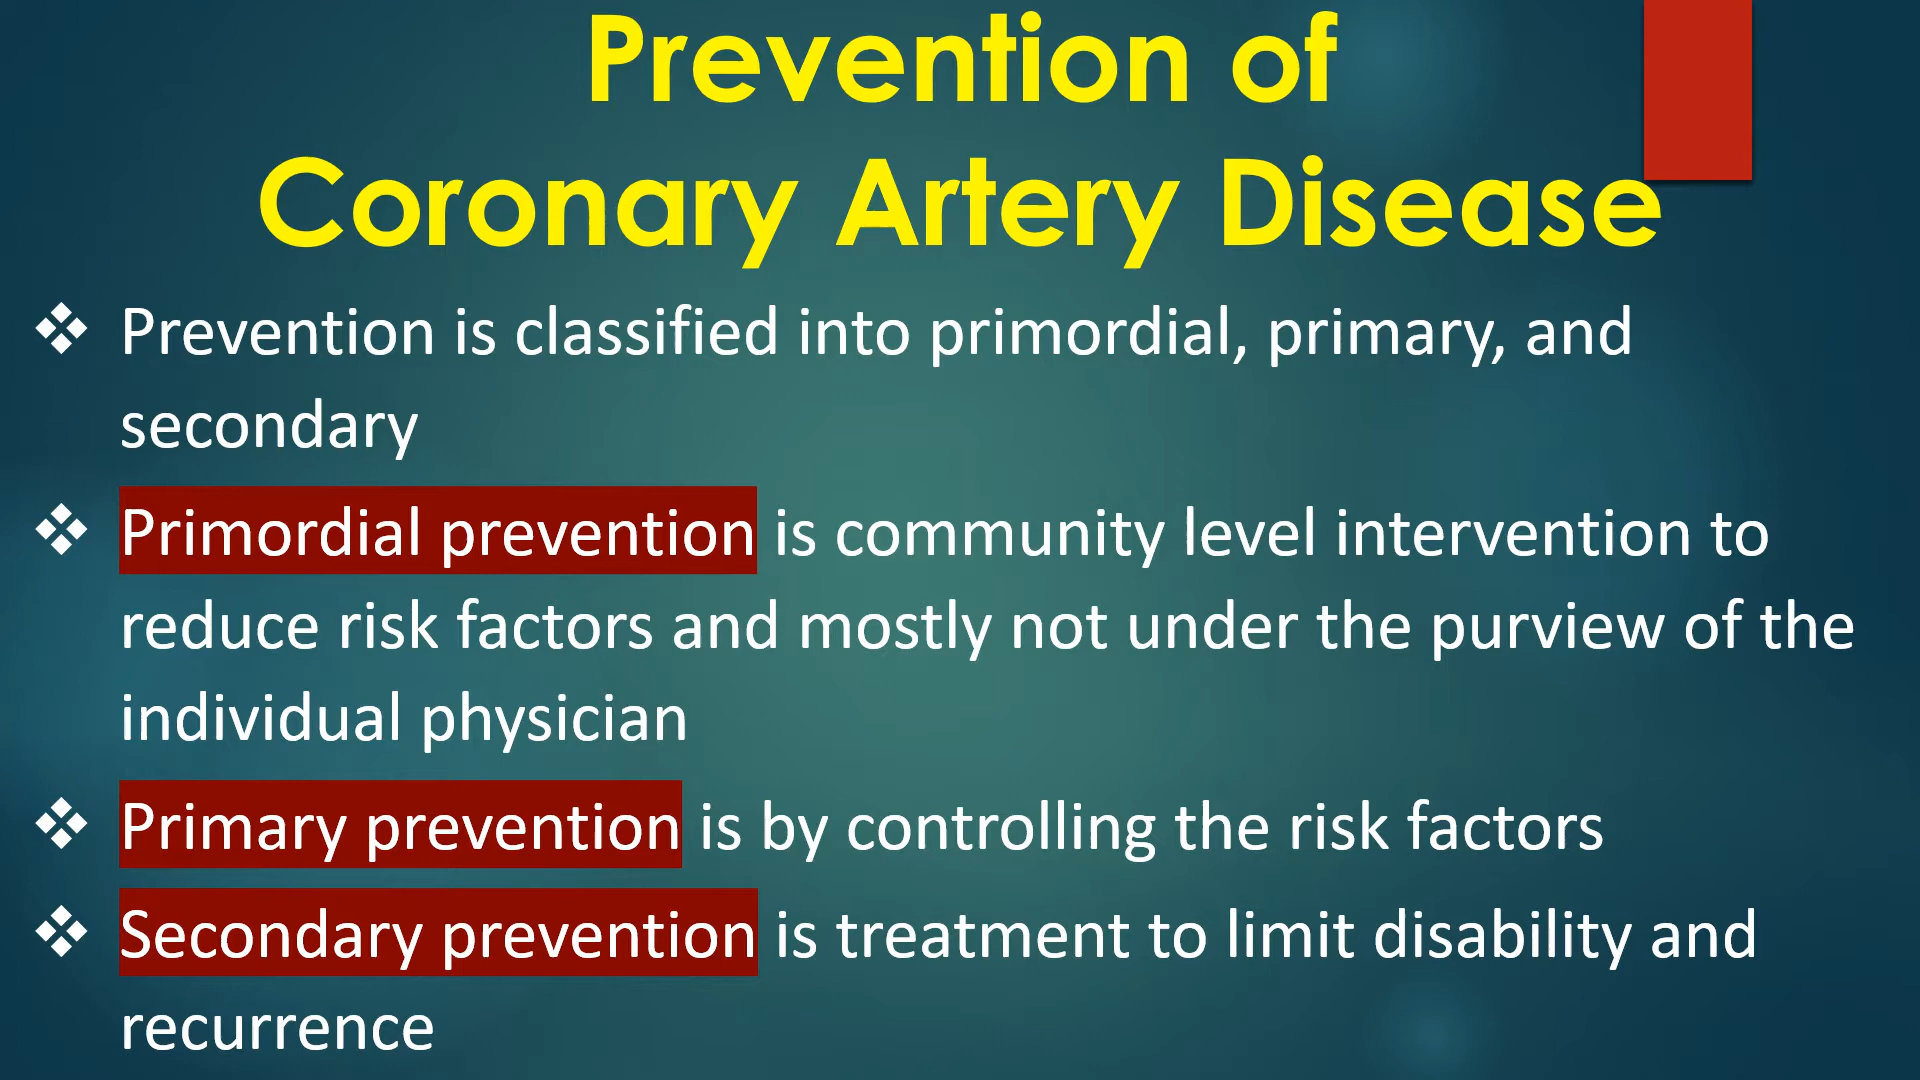 Prevention of
Coronary Artery Disease
❖ Prevention is classified into primordial, primary, and
secondary
❖ Primordial prevention is community level intervention to
reduce risk factors and mostly not under the purview of the
individual physician
❖ Primary prevention is by controlling the risk factors
❖ Secondary prevention is treatment to limit disability and
recurrence